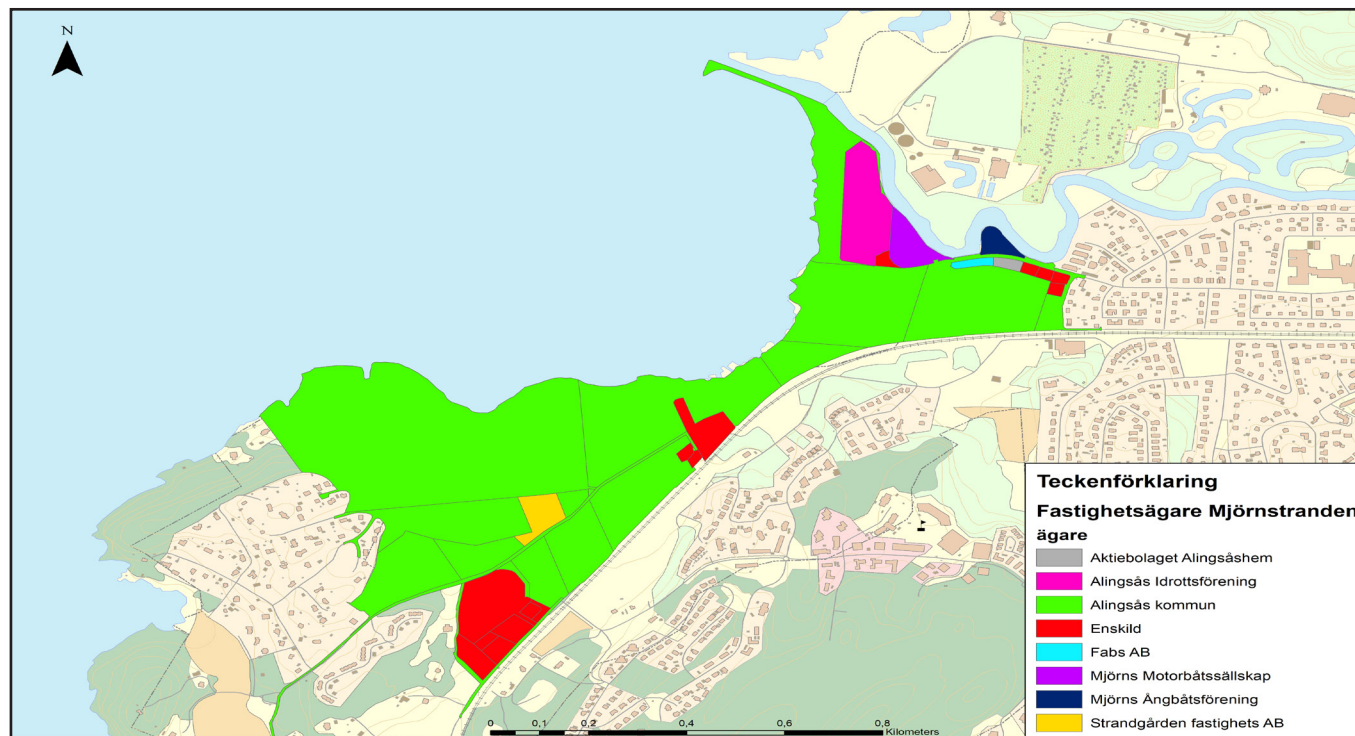 N
Teckenförklaring
Fastighetsägare Mjörnstranden
ägare
Aktiebolaget Alingsåshem
Alingsås Idrottsförening
Alingsås kommun
Enskild
Fabs AB
Mjörns Motorbåtssällskap
Mjörns Ångbåtsförening
Strandgården fastighets AB
0 0,1 0,2 0,4 0,6 0,8
Kilometers